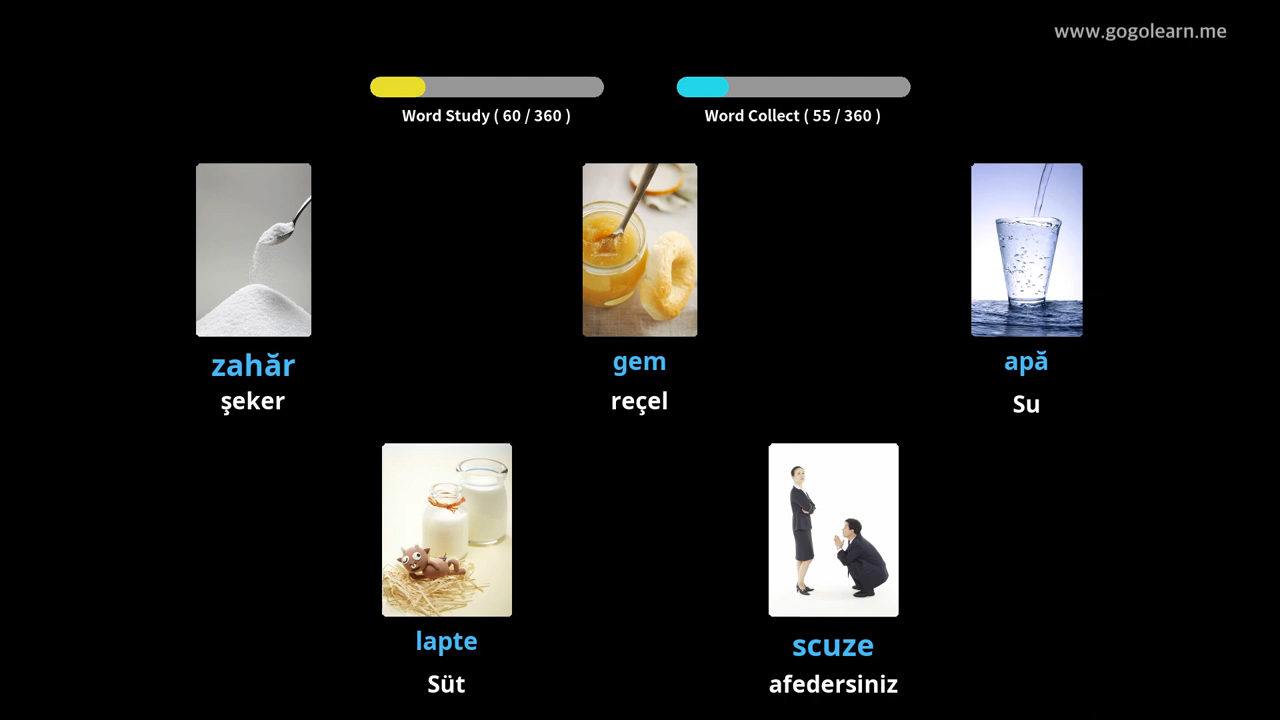 www.gogolearn.me
Word Study ( 60 / 360 )
Word Collect ( 55 / 360 )
zahăr
şeker
gem
reçel
apă
Su
lapte
Süt
scuze
afedersiniz